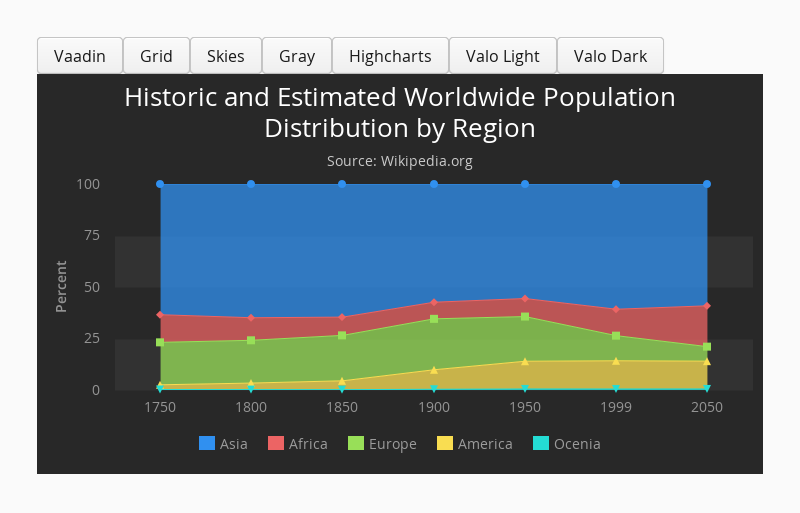 Vaadin Grid Skies Gray Highcharts Valo Light Valo Dark
Historic and Estimated Worldwide Population
Distribution by Region
Source: Wikipedia.org
Percent
100
75
50
25
0
1750 1800 1850 1900 1950 1999 2050
Asia Africa Europe America Ocenia